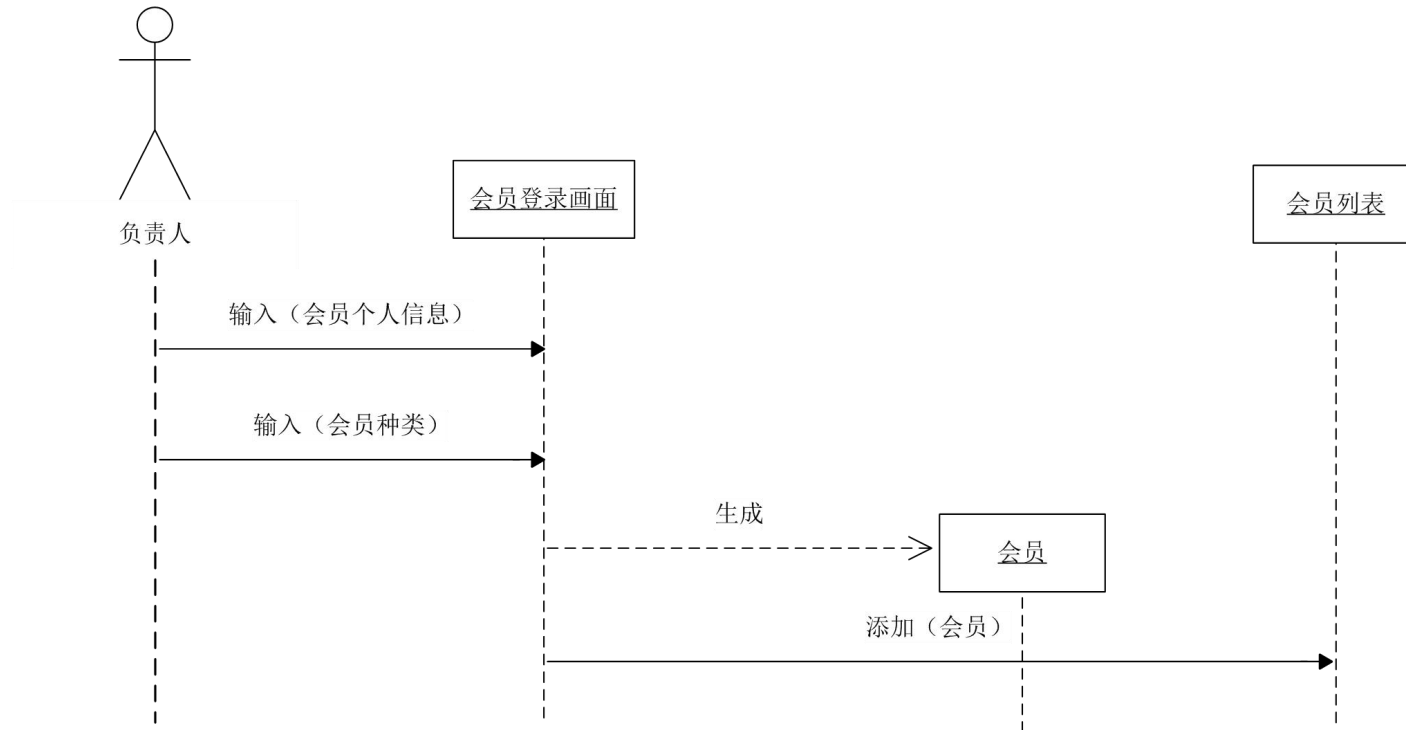 会员登录画面
会员列表
负责人
输入（会员个人信息）
输入（会员种类）
生成
会员
添加（会员）